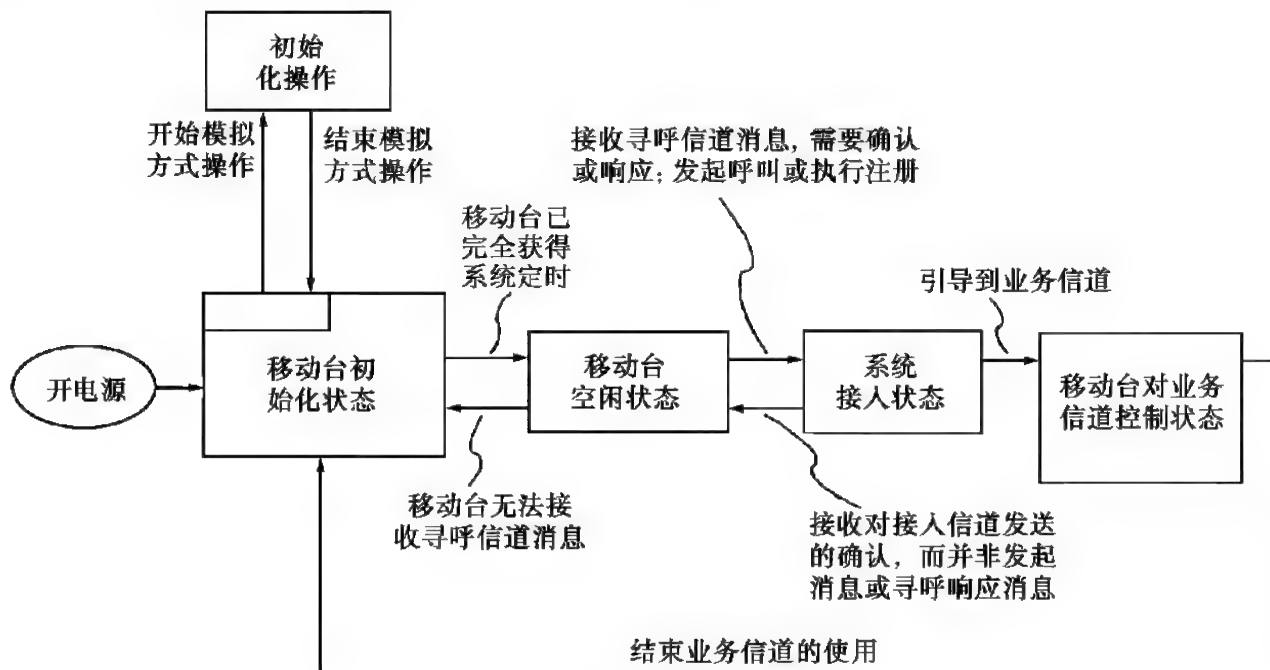 初始
化操作
开始模拟
方式操作
结束模拟
方式操作
接收寻呼信道消息，需要确认
或响应；发起呼叫或执行注册
移动台已
完全获得
系统定时
引导到业务信道
开电源
移动台初
始化状态
移动台
空闲状态
系统
接入状态
移动台对业务
信道控制状态
移动台无法接
收寻呼信道消息
接收对接入信道发送
的确认，而并非发起
消息或寻呼响应消息
结束业务信道的使用